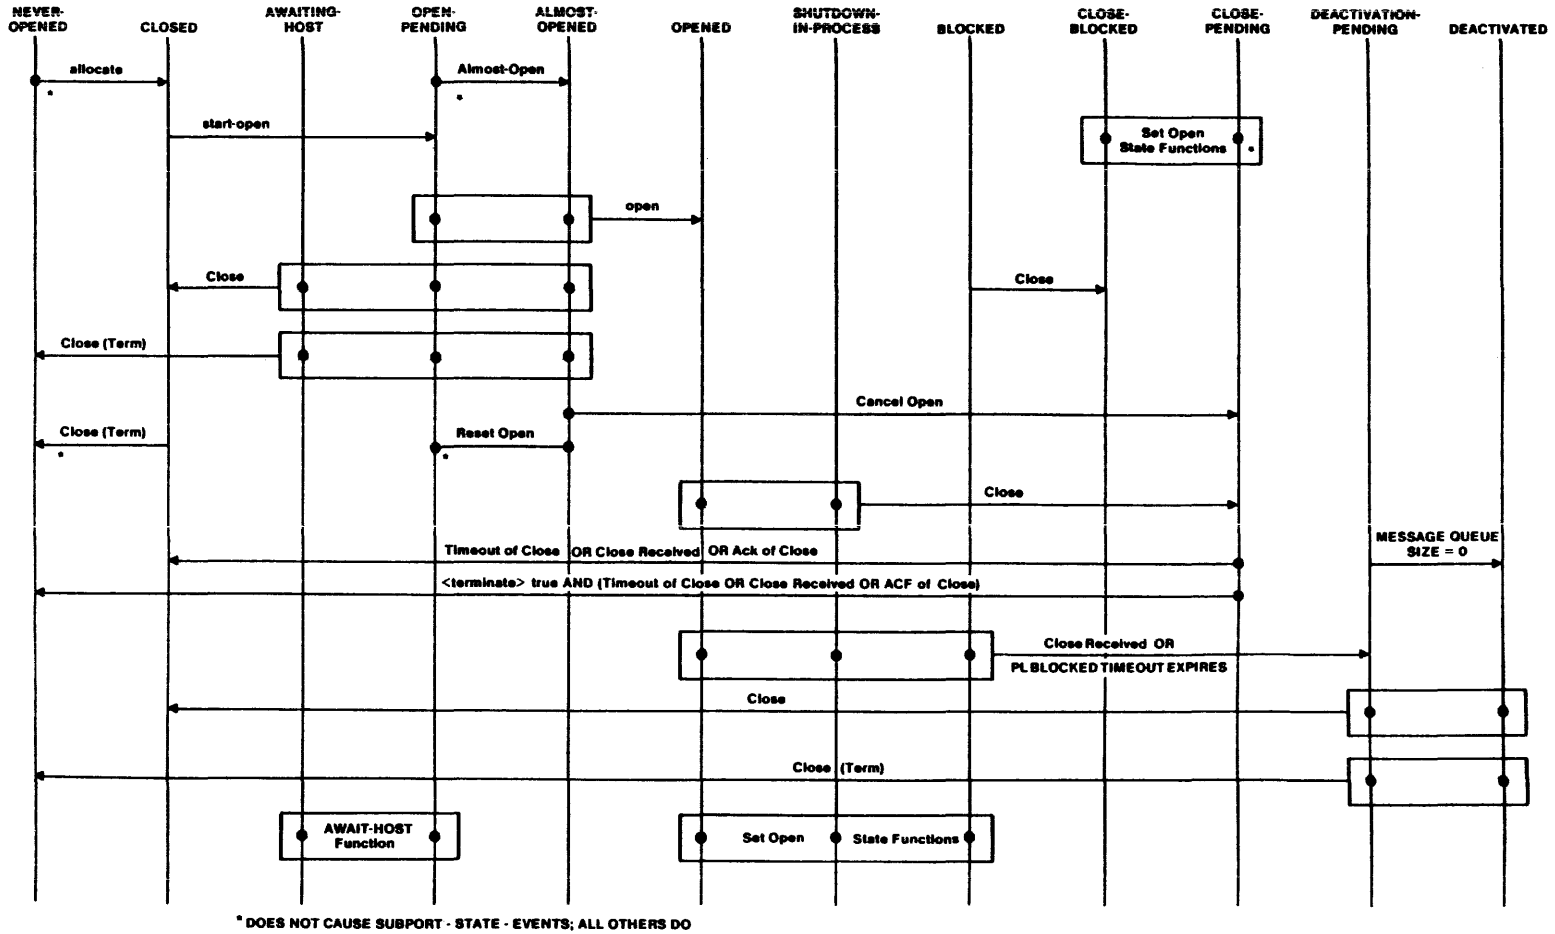 NEVER-
OPENED
CLOSED
AWAITING-
HOST
OPEN-
PENDING
ALMOST-
OPENED
OPENED
SHUTDOWN-
IN-PROCESS
BLOCKED
CLOSE-
BLOCKED
CLOSE-
PENDING
DEACTIVATION-
PENDING
DEACTIVATED
allocate
*
Almost-Open
*
start-open
Set Open
State Functions
*
open
Close
Close
Close (Term)
Cancel Open
Close (Term)
*
Reset Open
*
Close
Timeout of Close OR Close Received OR Ack of Close
MESSAGE QUEUE
SIZE = 0
<terminate> true AND (Timeout of Close OR Close Received OR ACF of Close)
Close Received OR
PL BLOCKED TIMEOUT EXPIRES
Close
Close (Term)
AWAIT-HOST
Function
Set Open State Functions
* DOES NOT CAUSE SUBPORT - STATE - EVENTS; ALL OTHERS DO